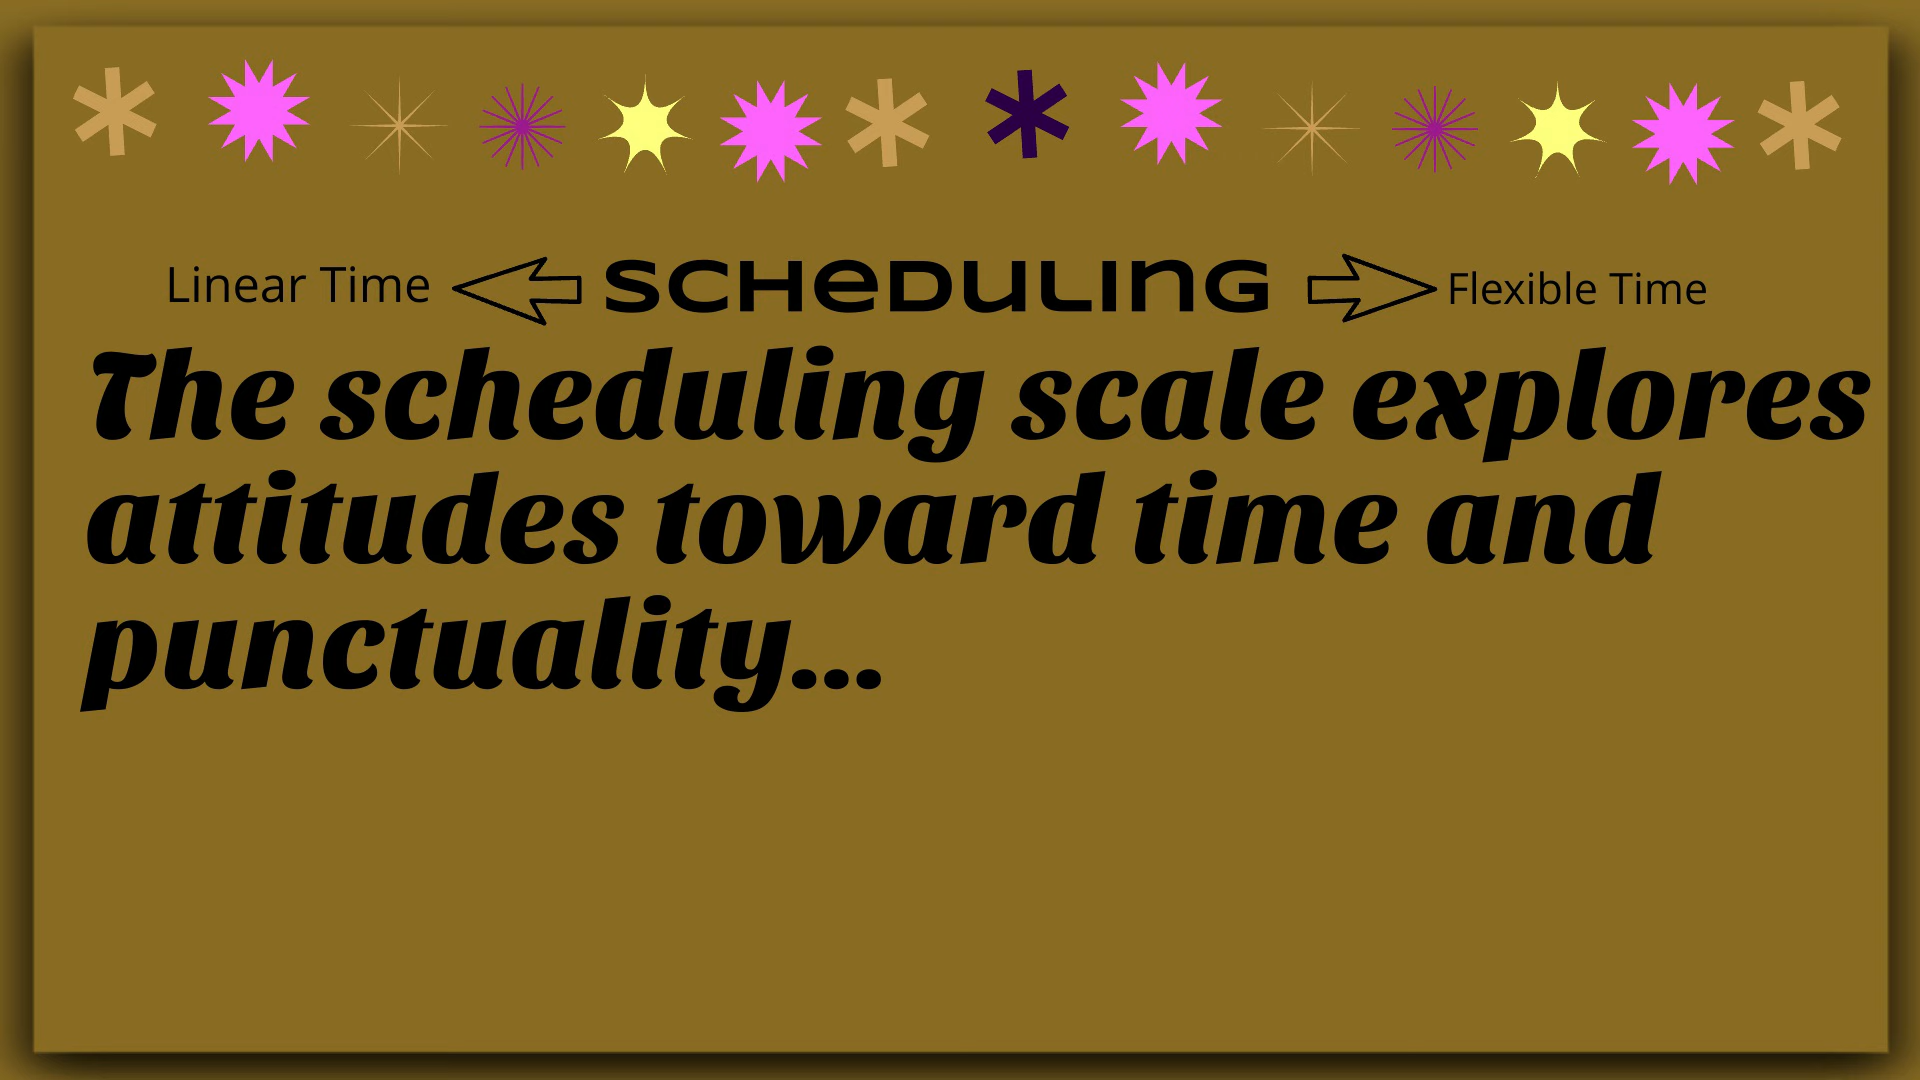 Linear Time SCHEDULING Flexible Time
The scheduling scale explores
attitudes toward time and
punctuality...